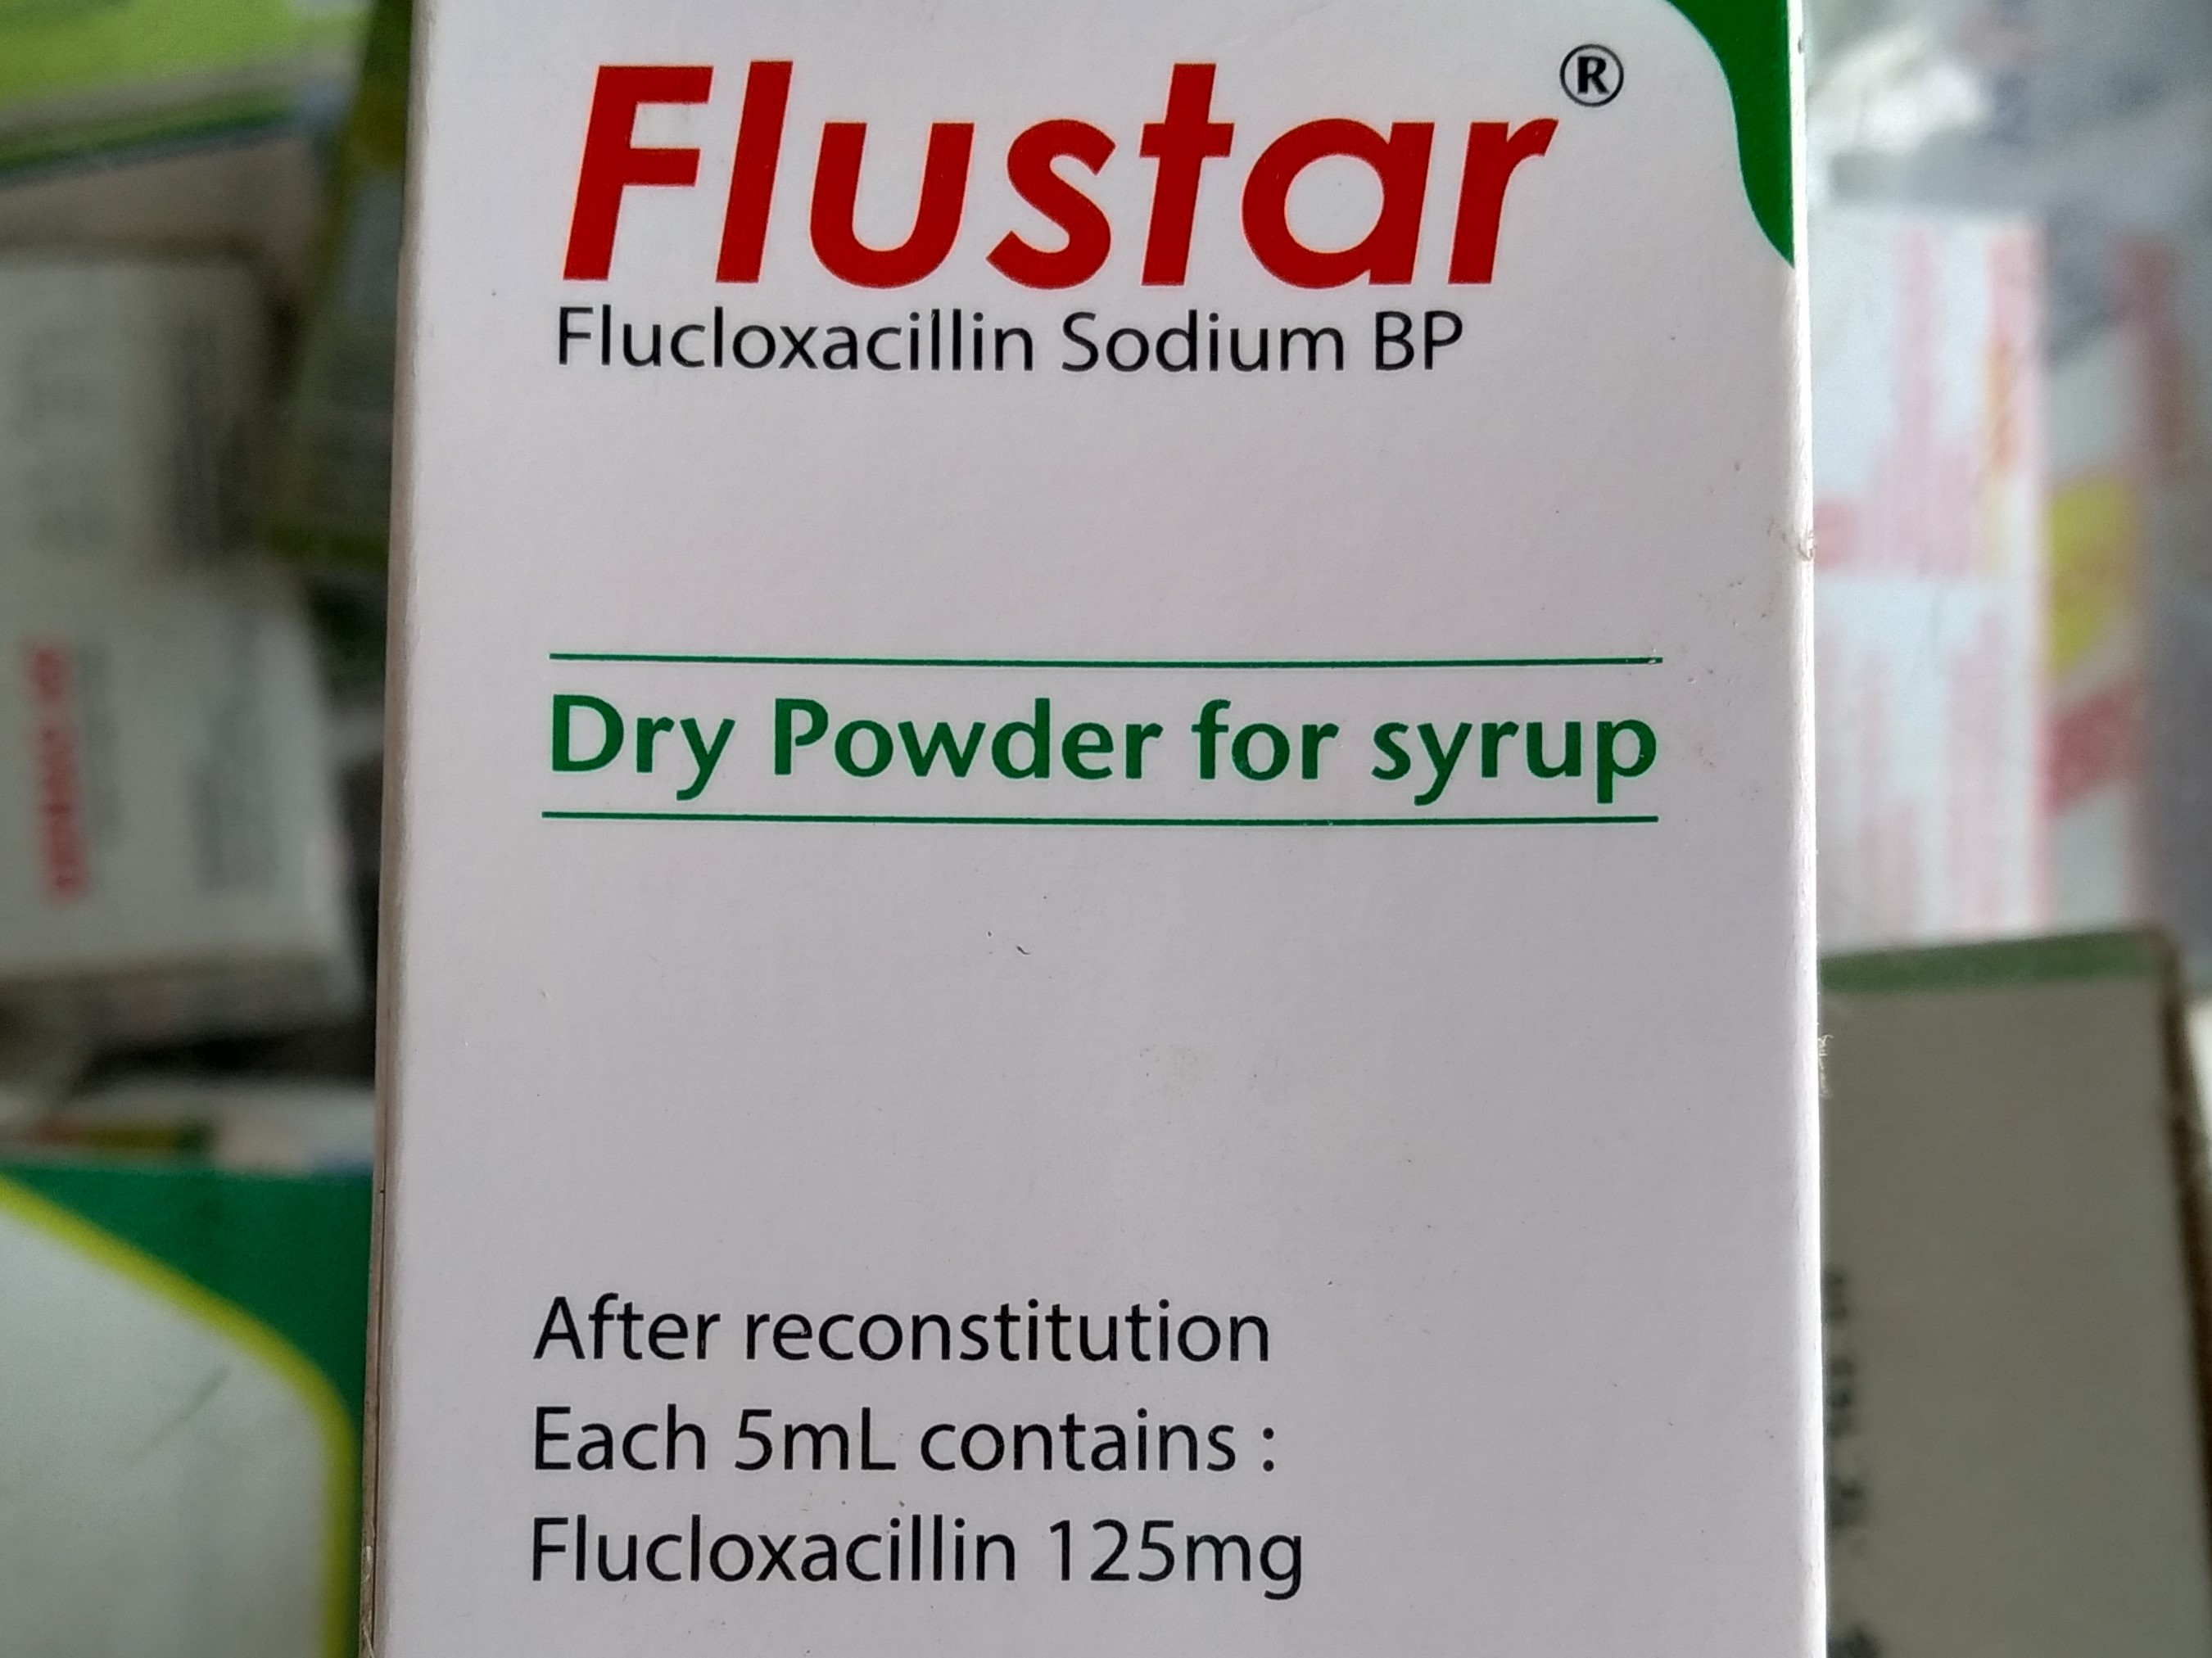 Flustar®
Flucloxacillin Sodium BP
Dry Powder for syrup
After reconstitution
Each 5mL contains :
Flucloxacillin 125mg